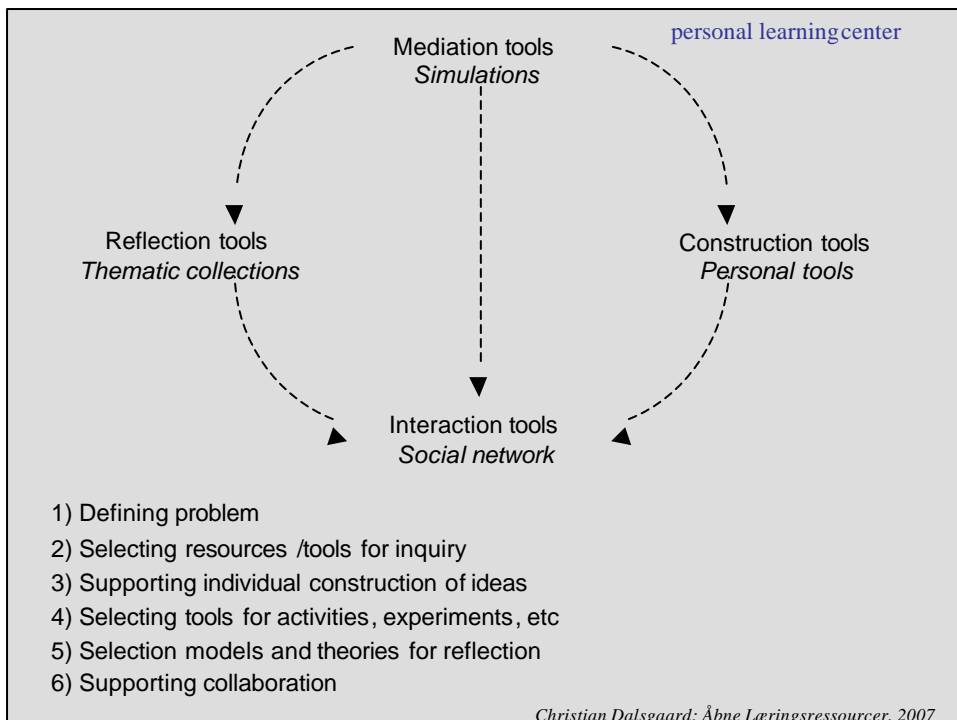 personal learningcenter
Mediation tools
Simulations
Reflection tools
Thematic collections
Construction tools
Personal tools
Interaction tools
Social network
1) Defining problem
2) Selecting resources /tools for inquiry
3) Supporting individual construction of ideas
4) Selecting tools for activities, experiments, etc
5) Selection models and theories for reflection
6) Supporting collaboration
Christian Dalsgaard: Åbne Læringsressourcer, 2007